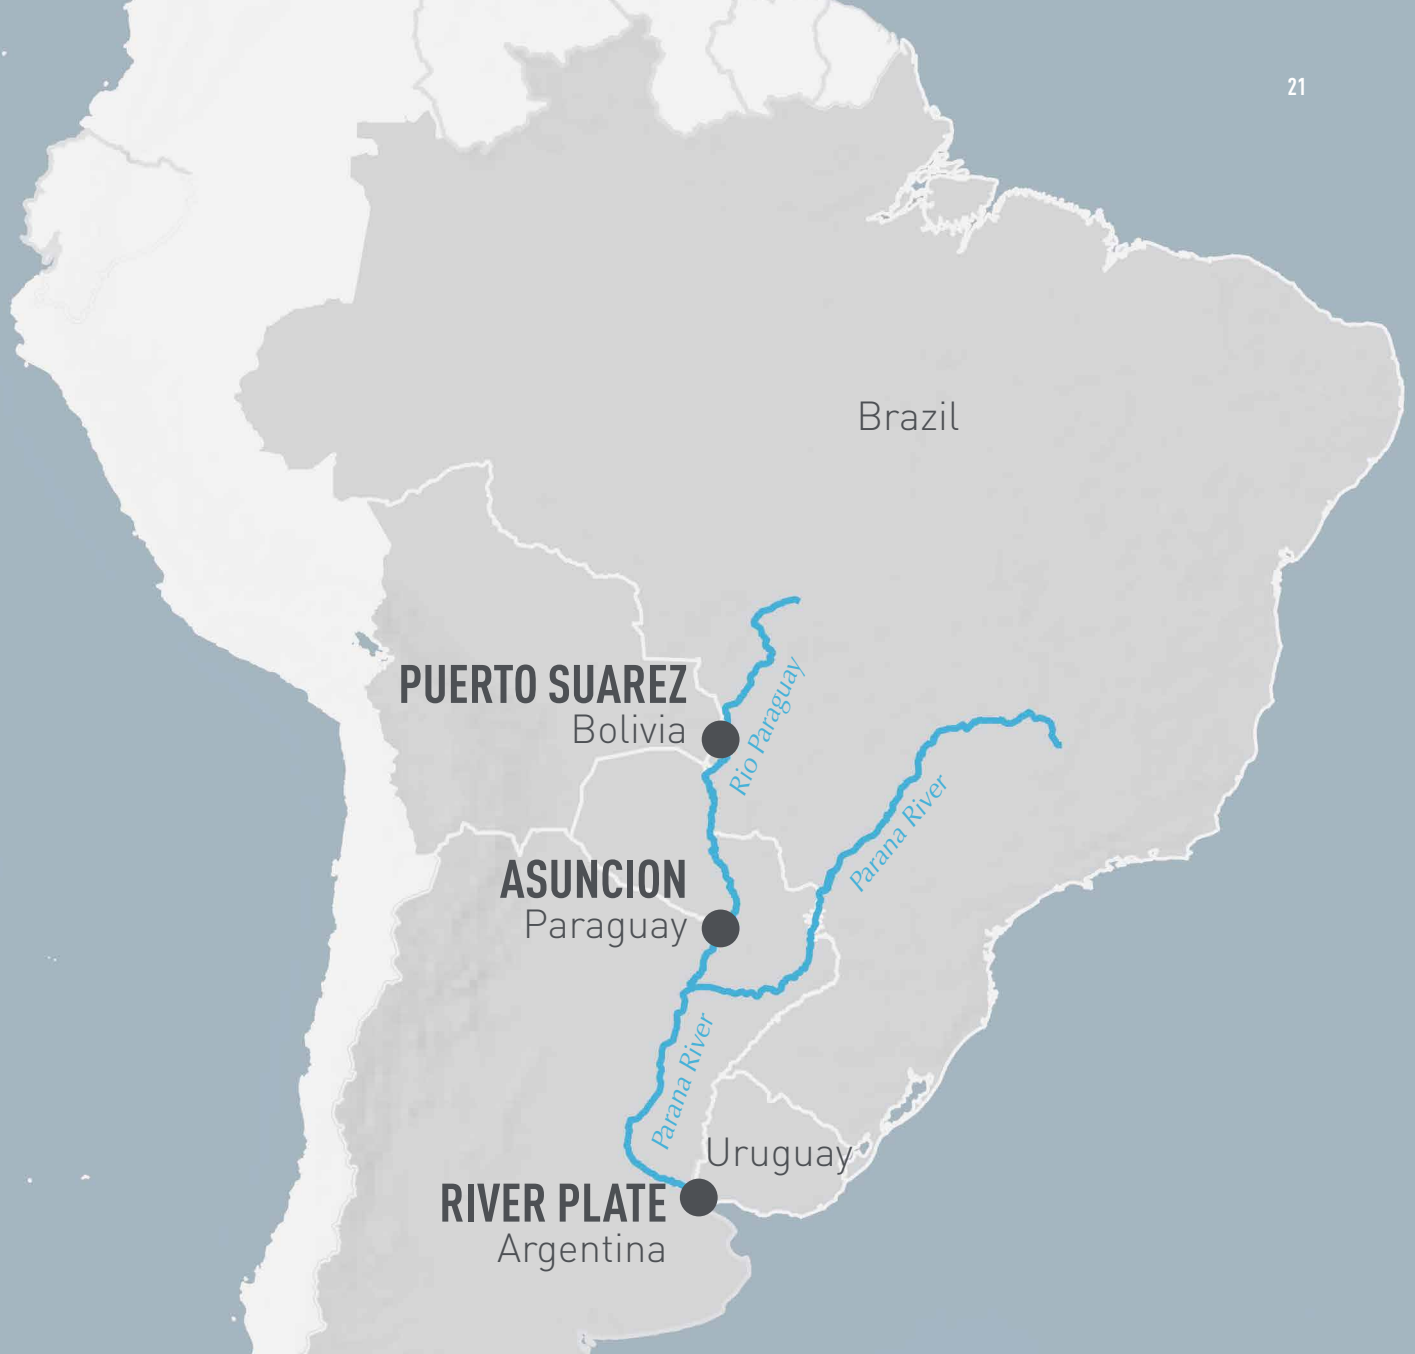 21
Brazil
PUERTO SUAREZ
Bolivia
Rio Paraguay
Parana River
ASUNCION
Paraguay
Parana River
Uruguay
RIVER PLATE
Argentina